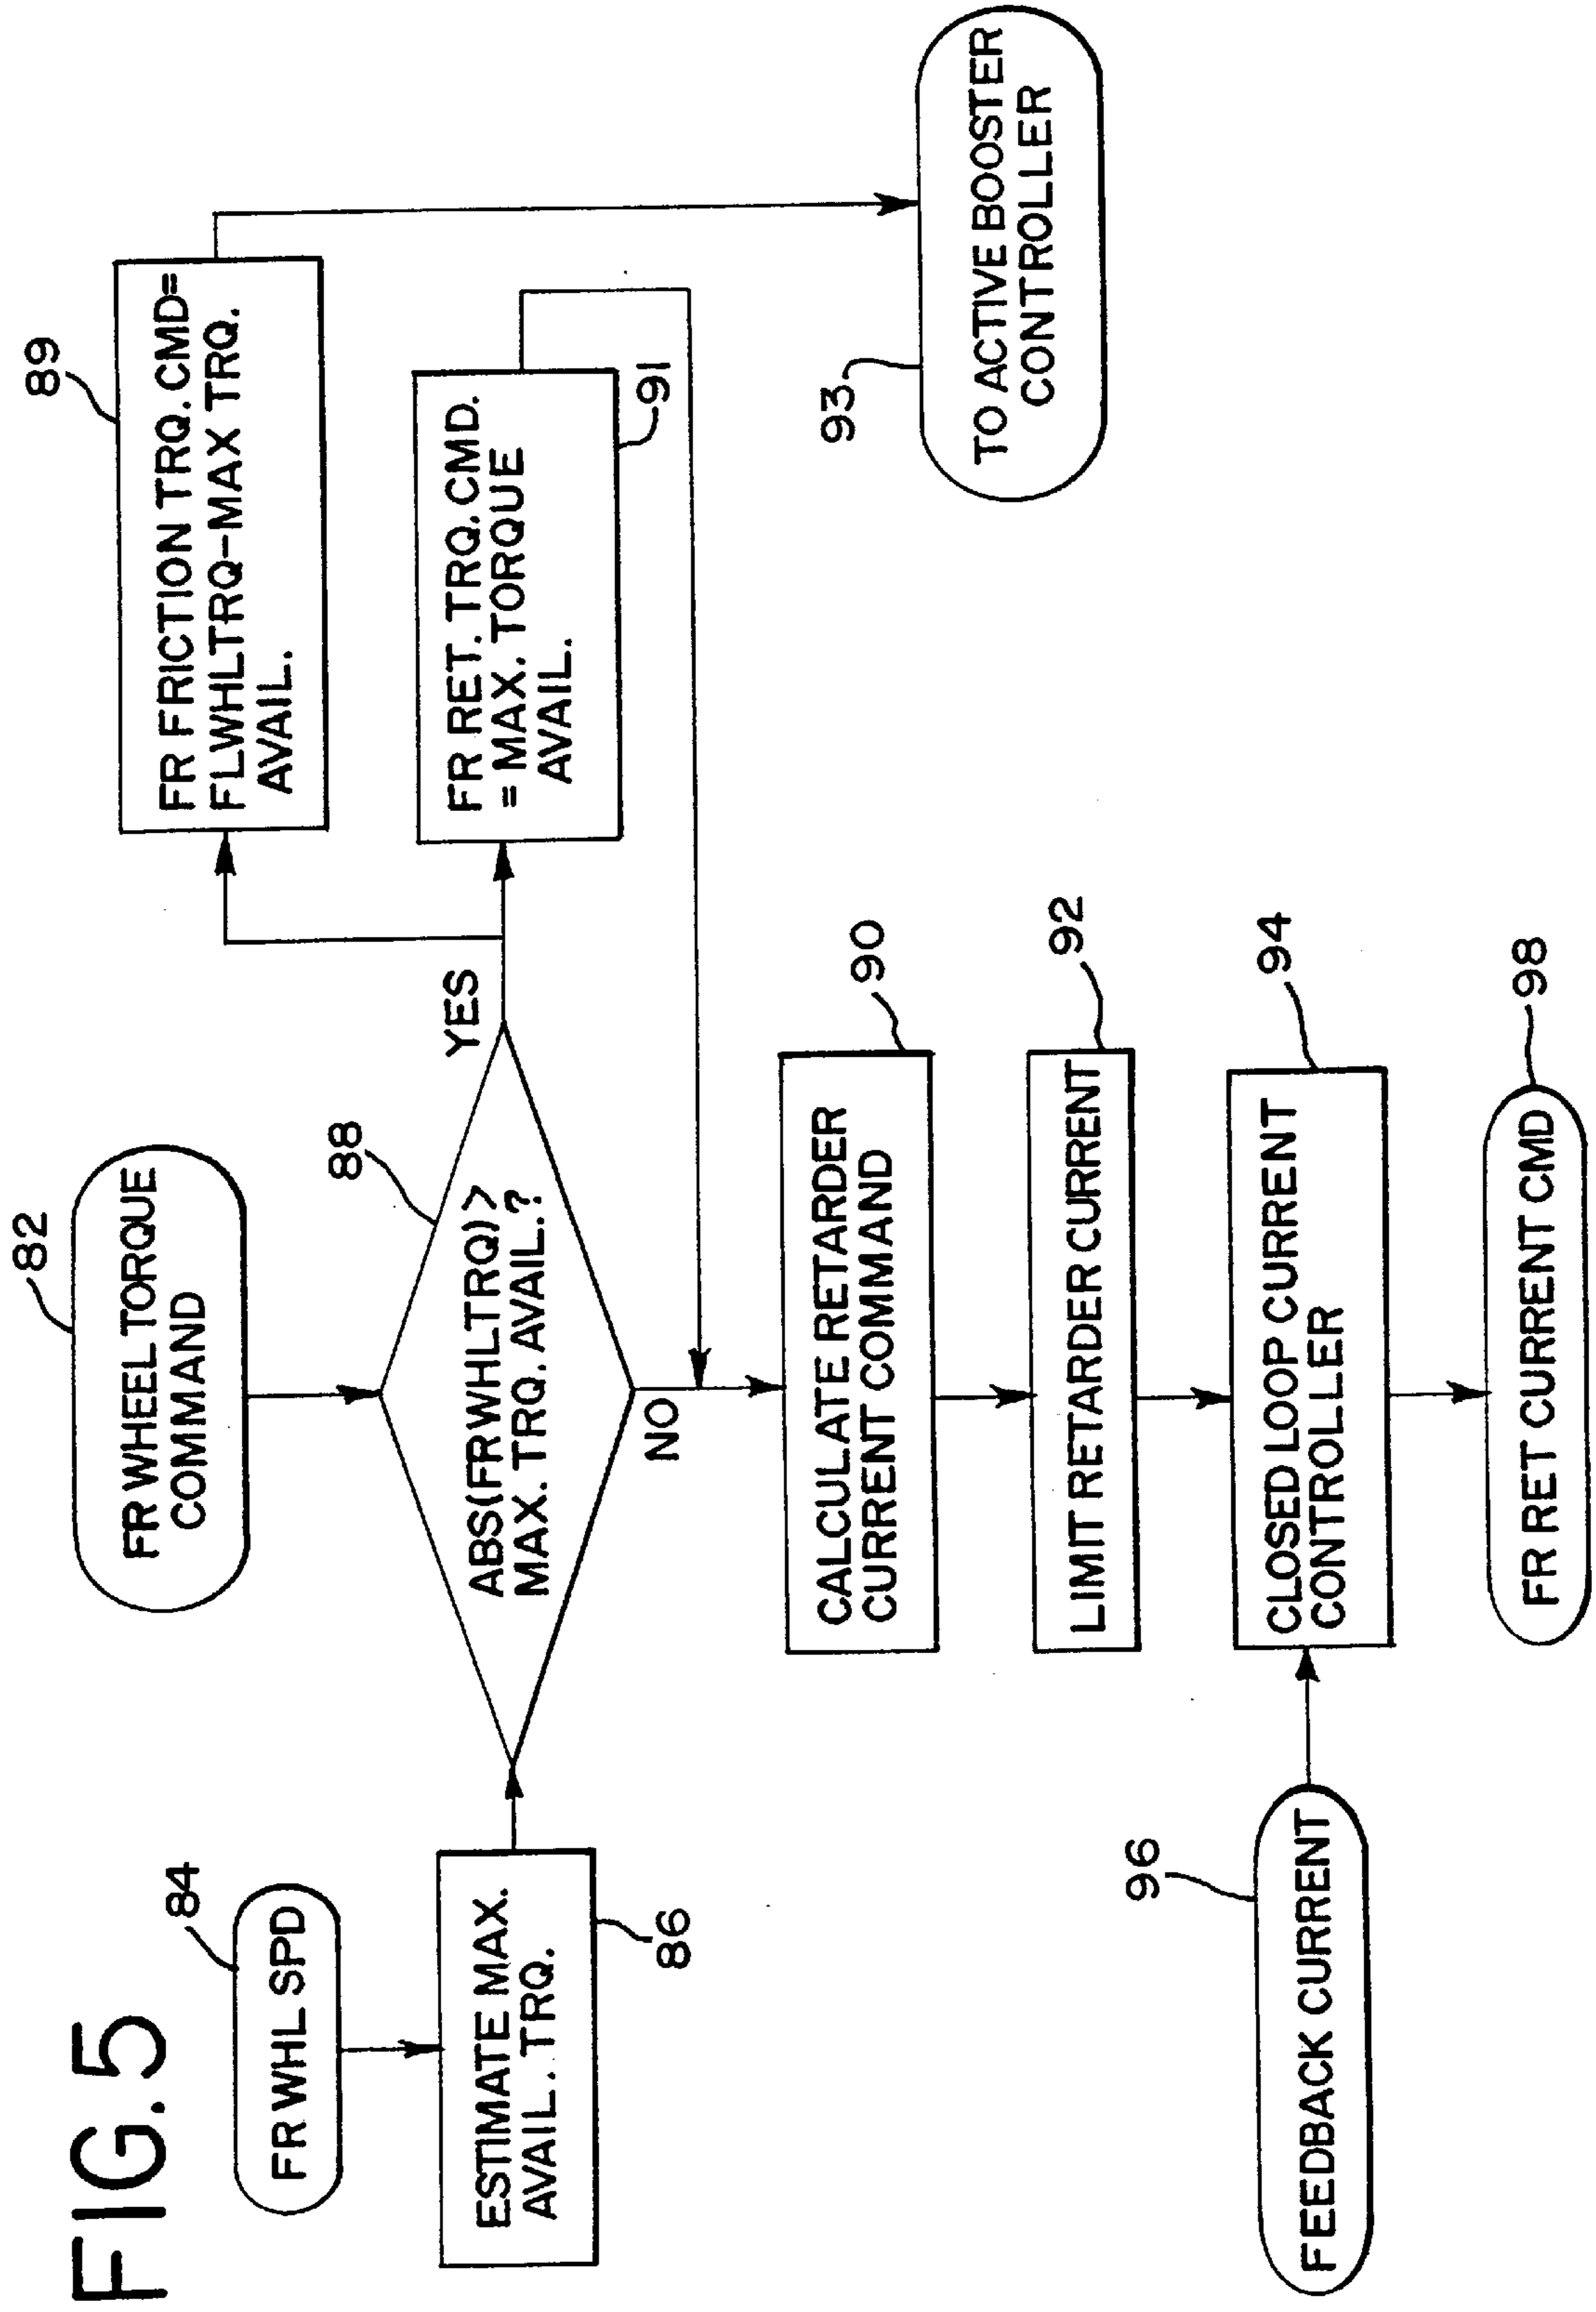 FIG. 5
82
FR WHEEL TORQUE
COMMAND
84
FR WHL SPD
ESTIMATE MAX.
AVAIL.. TRQ.
86
88
ABS(FRWHLTRQ) >
MAX. TRQ. AVAIL.?
YES
NO
89
FR FRICTION TRQ. CMD=
FLWHLTRQ-MAX TRQ.
AVAIL.
FR RET. TRQ. CMD.
= MAX. TORQUE
AVAIL.
91
93
TO ACTIVE BOOSTER
CONTROLLER
90
CALCULATE RETARDER
CURRENT COMMAND
92
LIMIT RETARDER CURRENT
94
CLOSED LOOP CURRENT
CONTROLLER
96
FEEDBACK CURRENT
98
FR RET CURRENT CMD